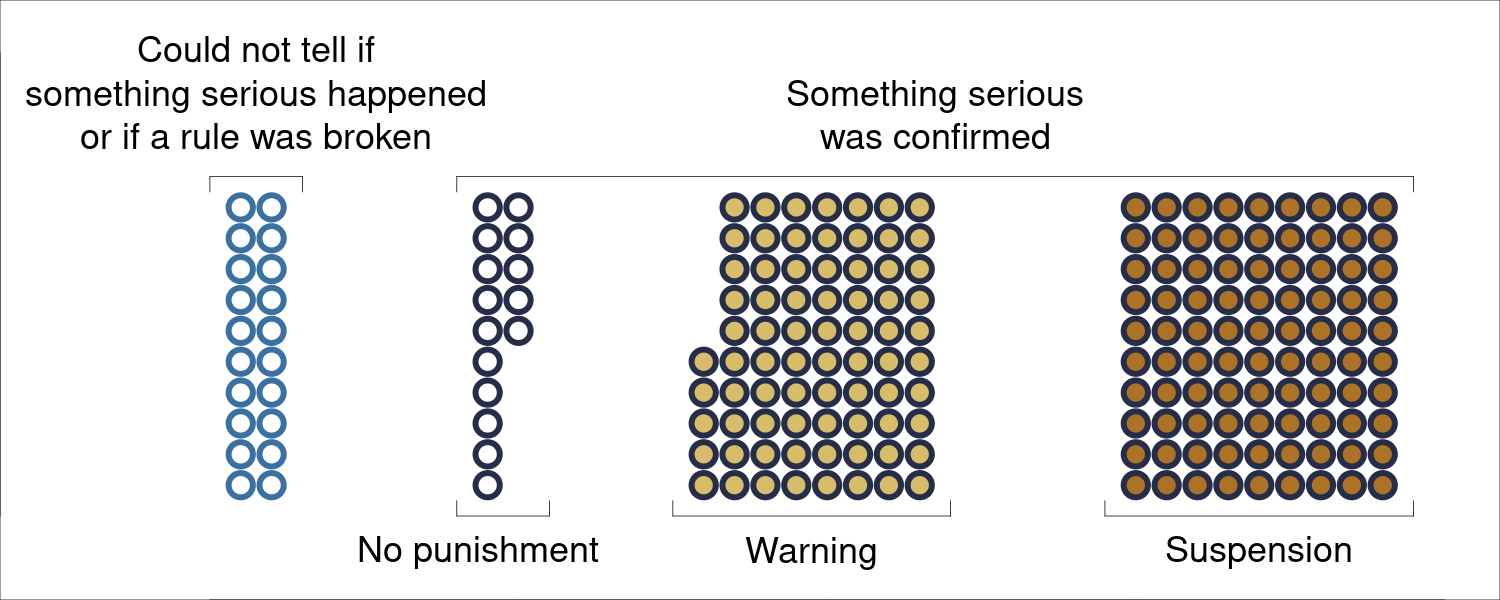 Could not tell if
something serious happened
or if a rule was broken
Something serious
was confirmed
No punishment
Warning
Suspension